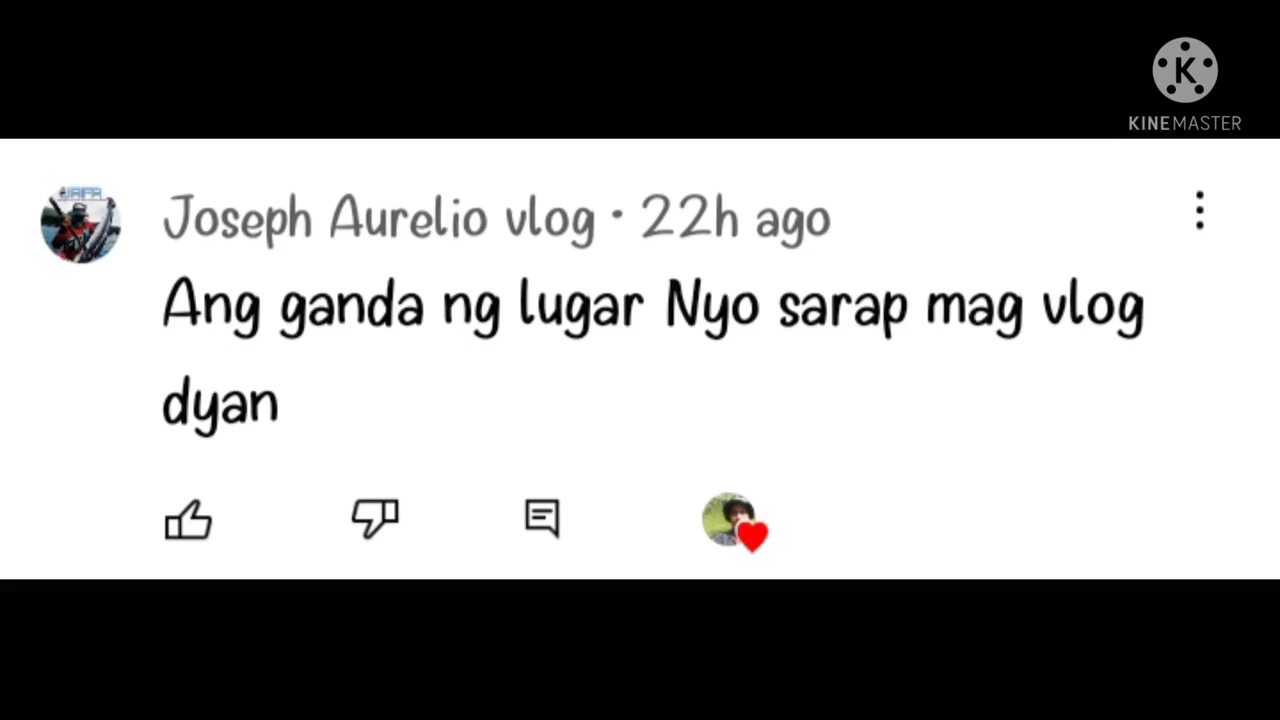 K
KINEMASTER
Joseph Aurelio vlog · 22h ago
Ang ganda ng lugar Nyo sarap mag vlog
dyan